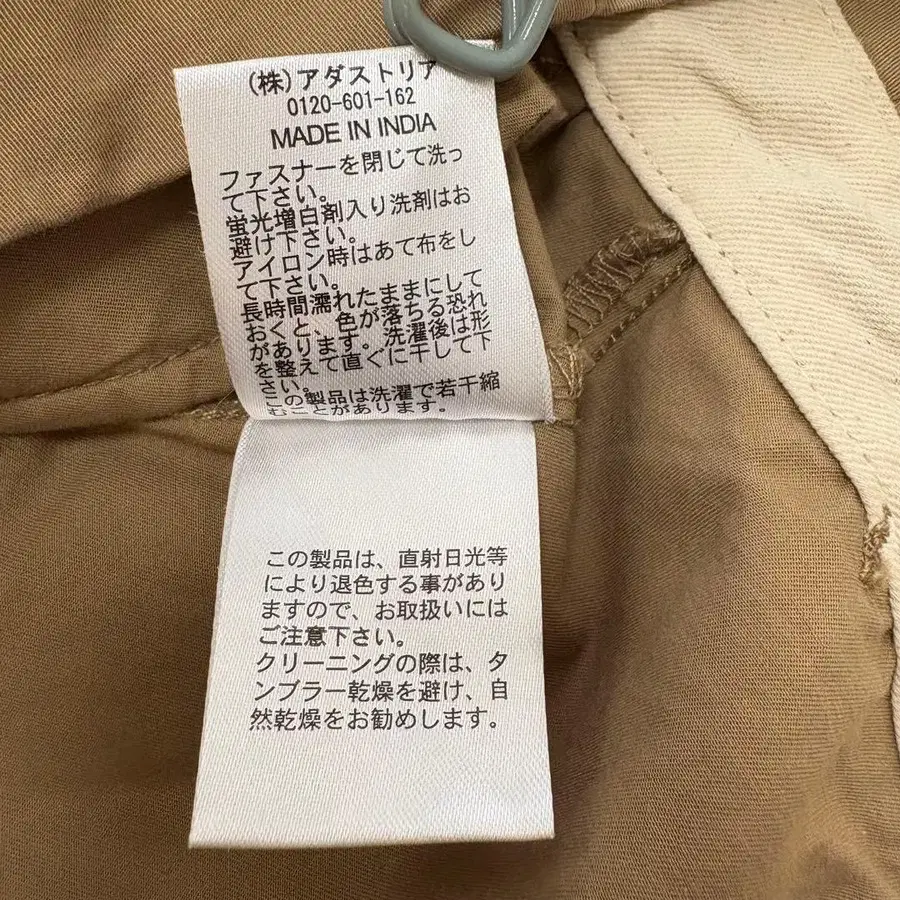 (株)アダストリア
0120-601-162
MADE IN INDIA
ファスナーを閉じて洗っ
て下さい。
蛍光増白剤入り洗剤はお
避け下さい。
アイロン時はあて布をし
て下さい。
長時間濡れたままにして
おくと、色が落ちる恐れ
があります。洗濯後は形
を整えて直ぐに干して下
さい。
この製品は洗濯で若干縮
むことがあります。
この製品は、直射日光等
により退色する事があり
ますので、お取扱いには
ご注意下さい。
クリーニングの際は、タ
ンブラー乾燥を避け、自
然乾燥をお勧めします。